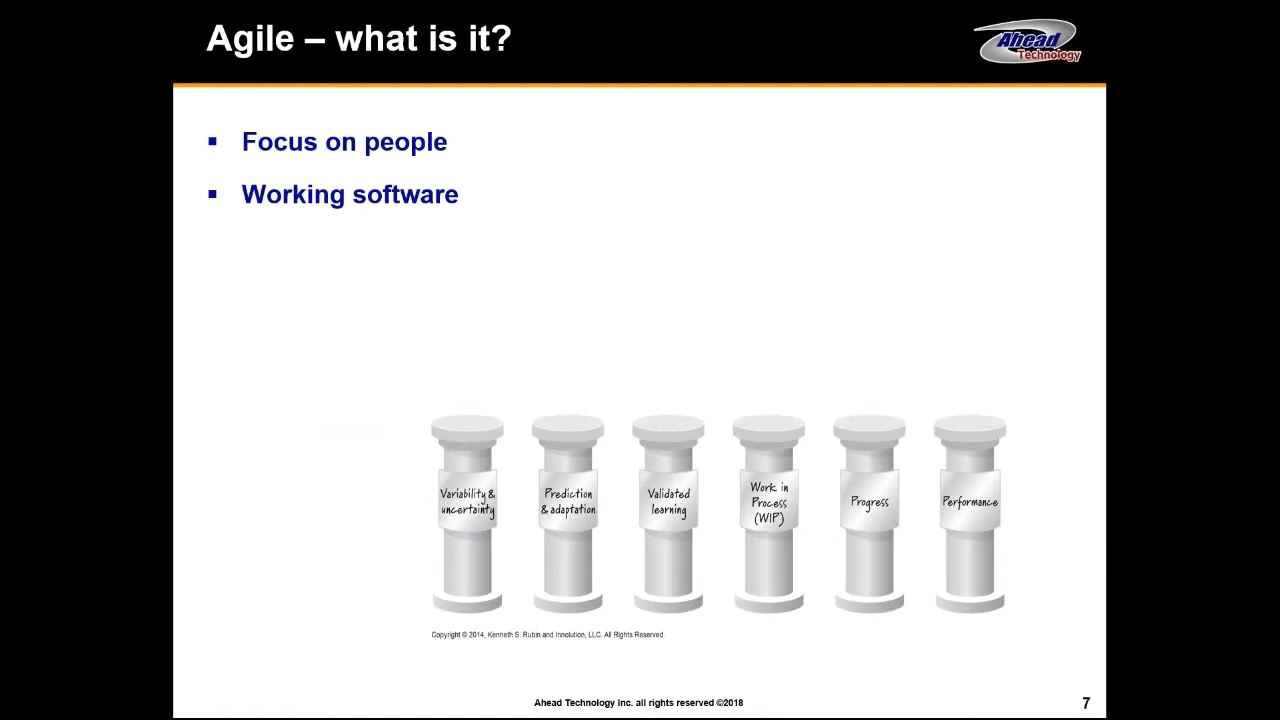 Agile – what is it?
Ahead
Technology
▪ Focus on people
▪ Working software
Variability &
uncertainty
Prediction
& adaptation
Validated
learning
Work in
Process
(WIP)
Progress
Performance
Copyright © 2014, Kenneth S. Rubin and Innolution, LLC. All Rights Reserved.
Ahead Technology Inc. all rights reserved ©2018
7